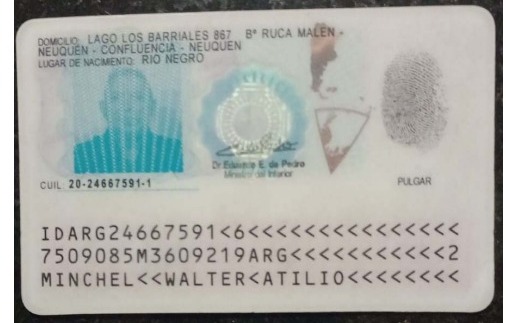 DOMICILIO: LAGO LOS BARRIALES 867 Bº RUCA MALEN -
NEUQUÉN - CONFLUENCIA - NEUQUEN
LUGAR DE NACIMIENTO: RIO NEGRO
Dr. Eduardo E. de Pedro
Ministro del Interior
CUIL: 20-24667591-1
PULGAR
IDARG24667591<6<<<<<<<<<<<<<<<
7509085M3609219ARG<<<<<<<<<<<2
MINCHEL<<WALTER<ATILIO<<<<<<<<